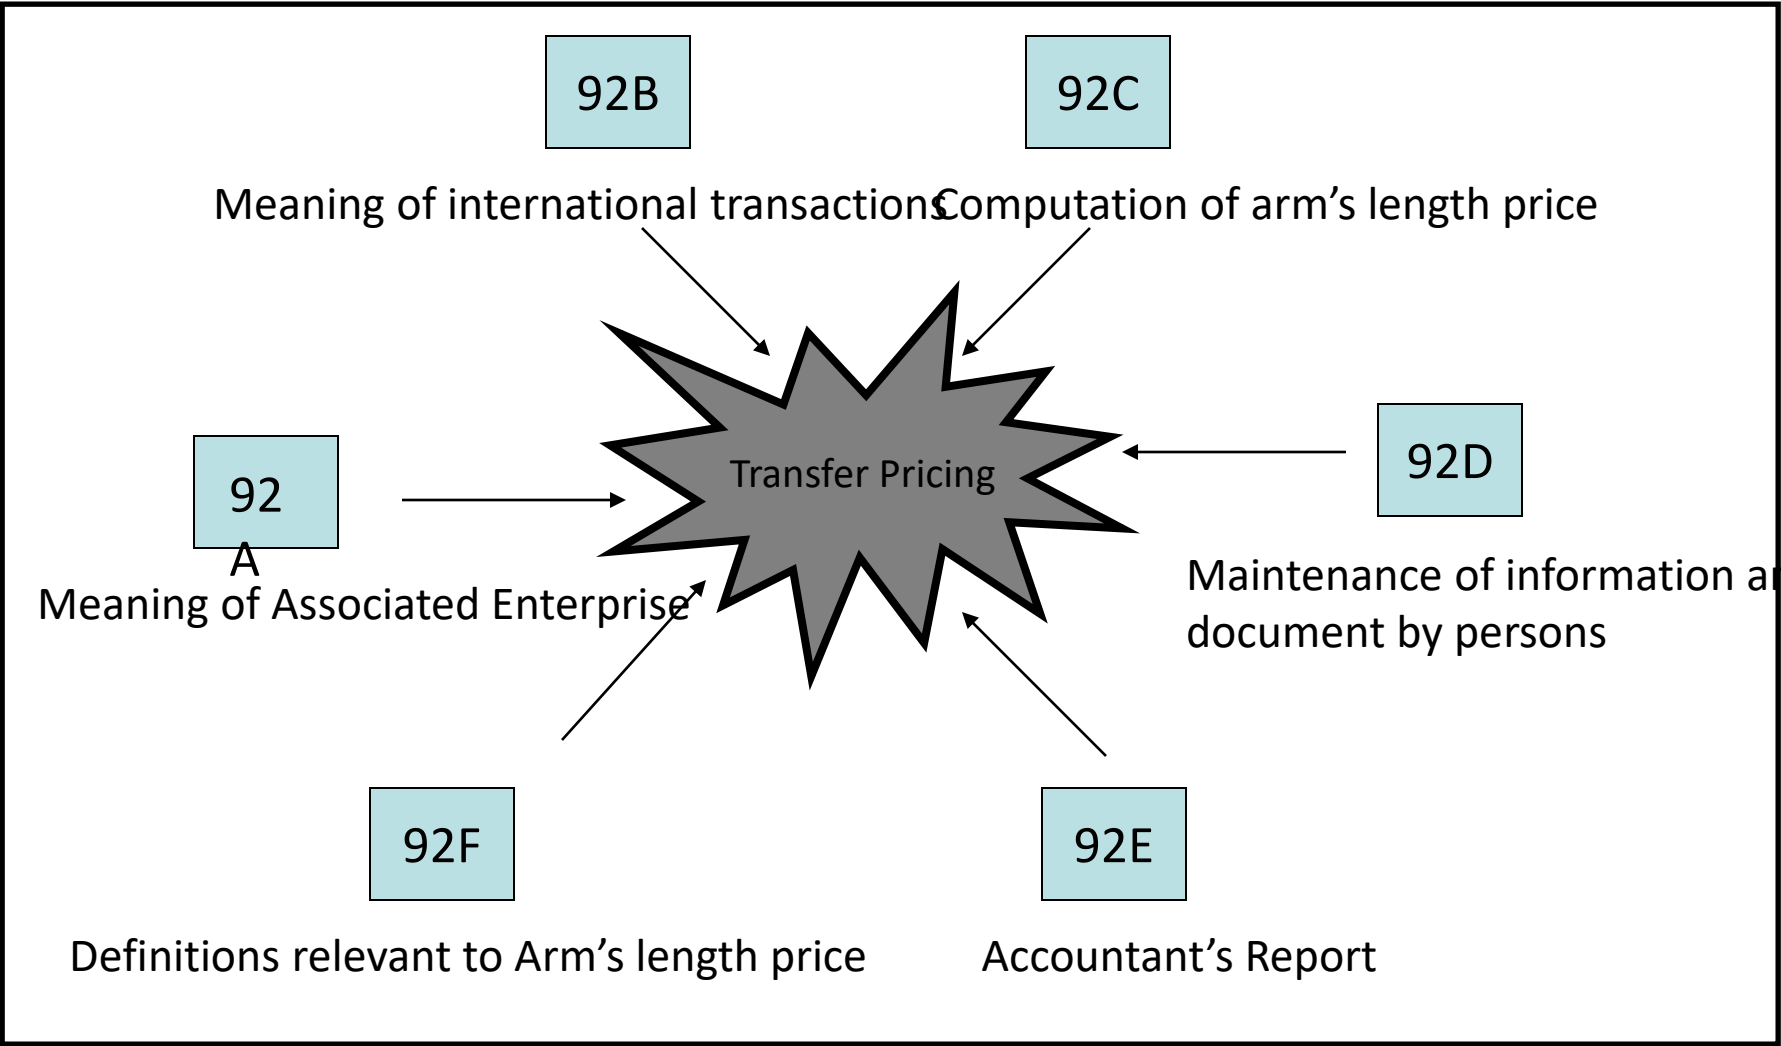 92B
92C
Meaning of international transactions
Computation of arm’s length price
Transfer Pricing
92
A
Meaning of Associated Enterprise
92D
Maintenance of information
document by persons
92F
92E
Definitions relevant to Arm’s length price
Accountant’s Report